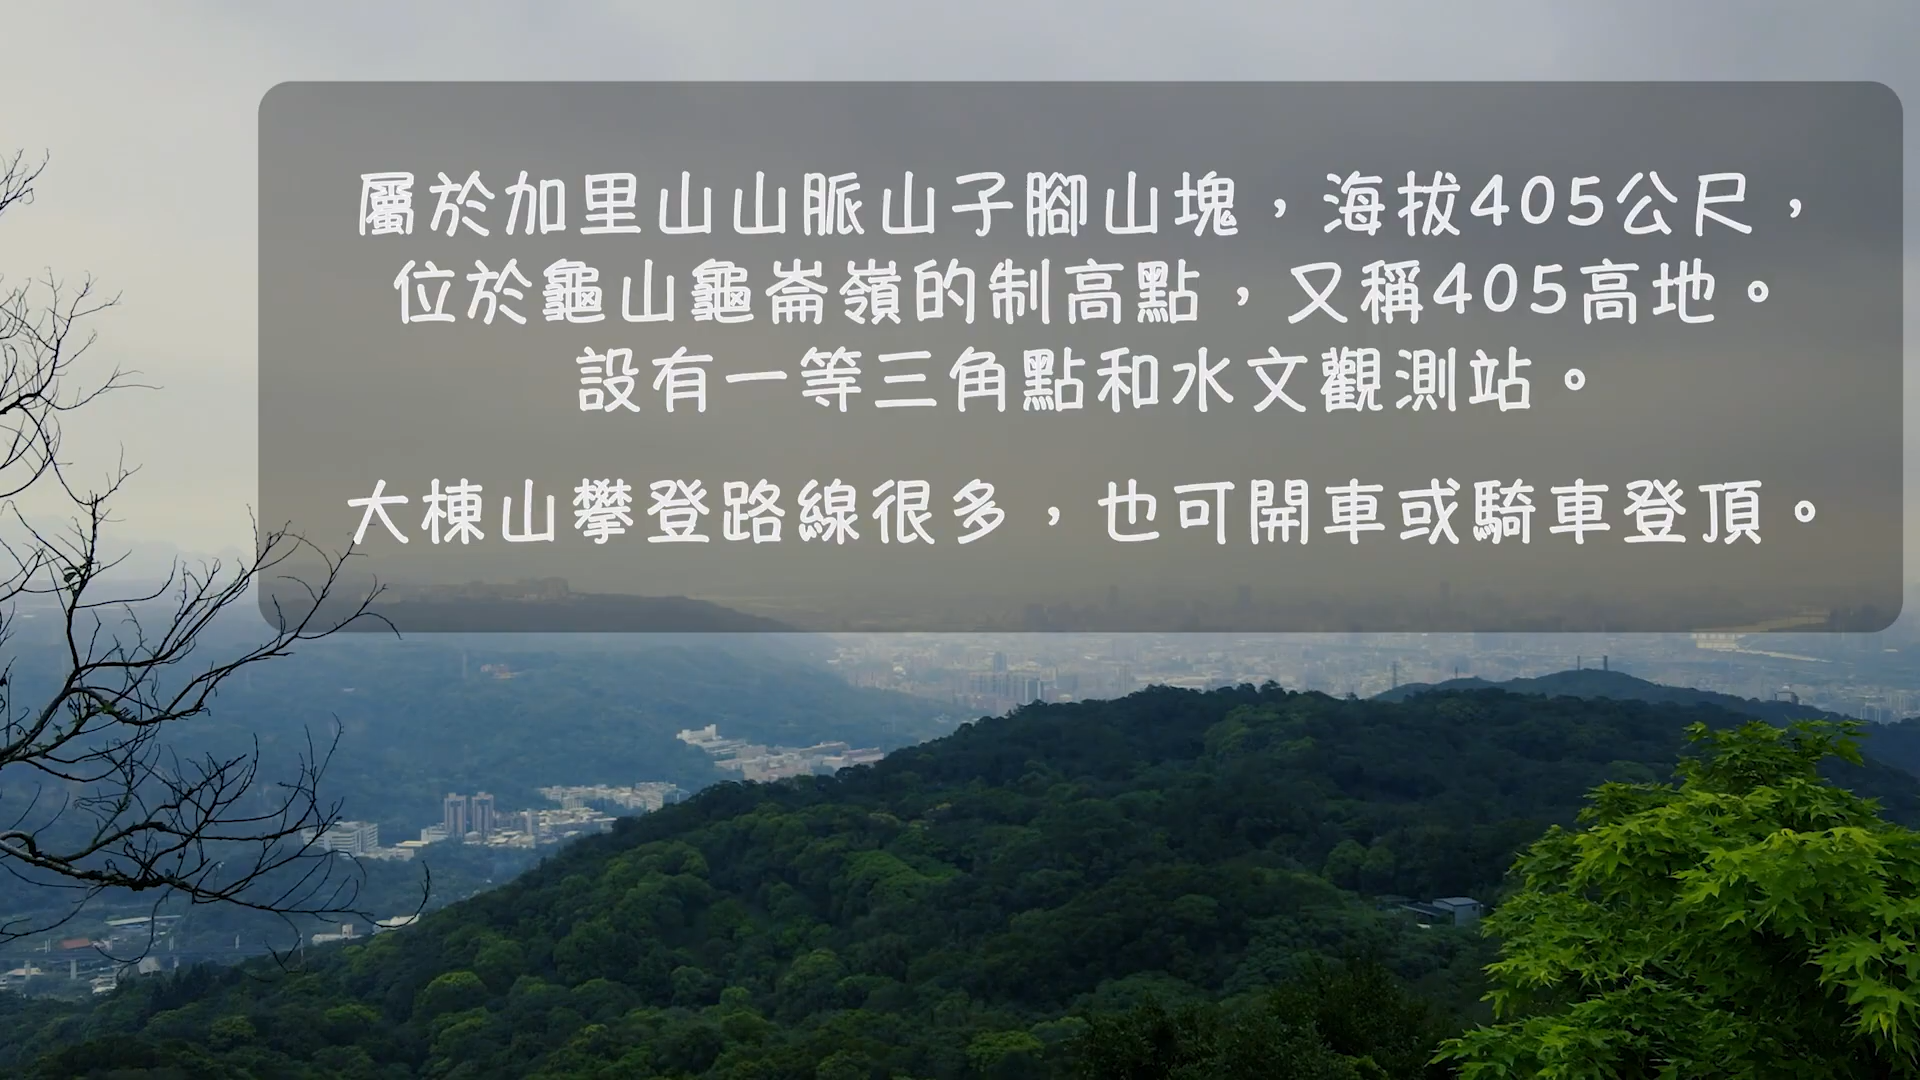 屬於加里山山脈山子腳山塊，海拔405公尺，
位於龜山龜崙嶺的制高點，又稱405高地。
設有一等三角點和水文觀測站。
大棟山攀登路線很多，也可開車或騎車登頂。